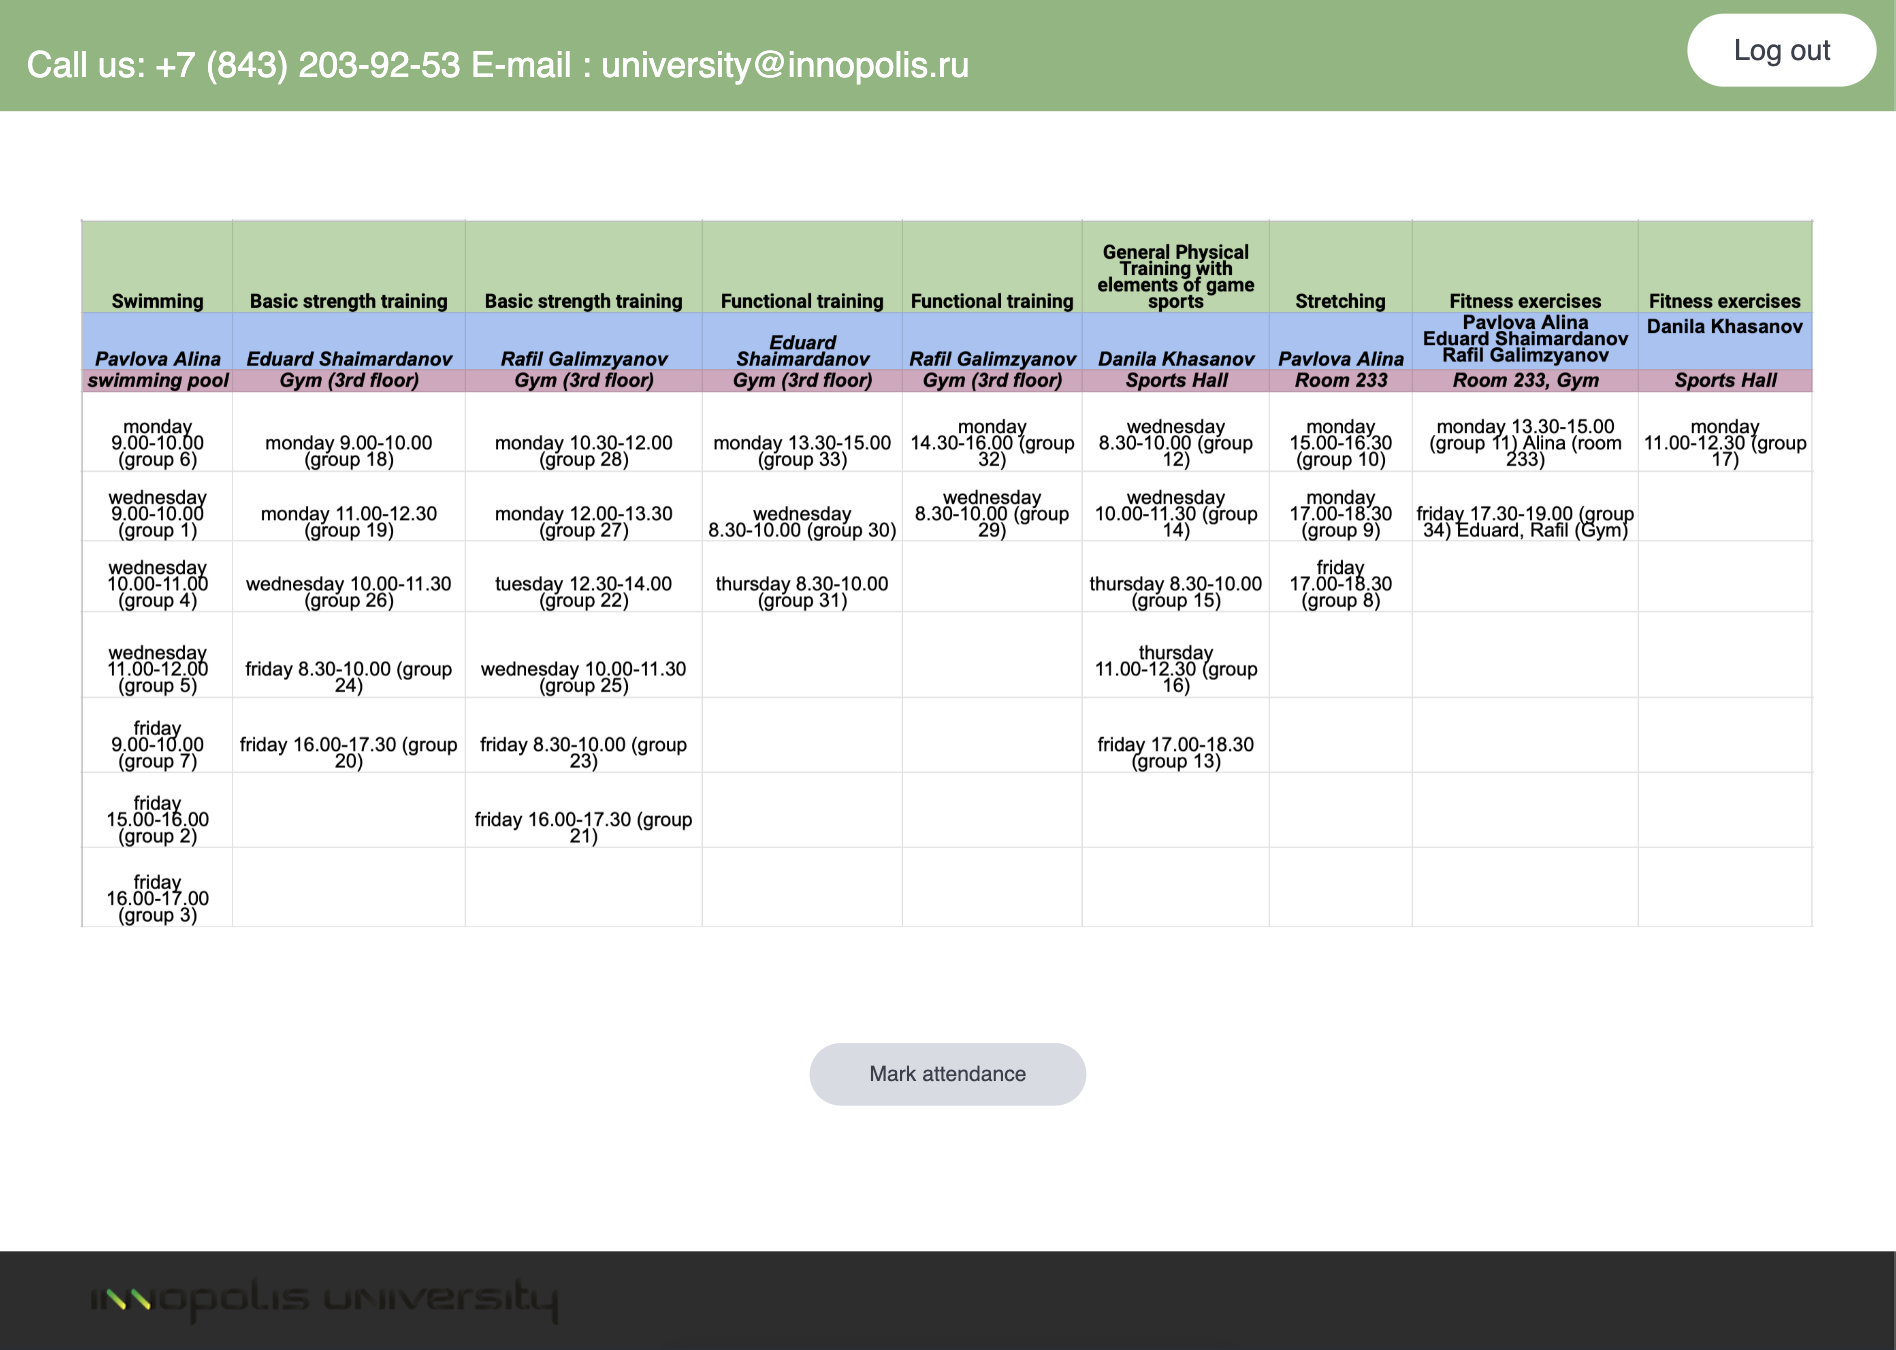 Call us: +7 (843) 203-92-53 E-mail : university@innopolis.ru
Log out
Swimming
Basic strength training
Basic strength training
Functional training
Functional training
General Physical
Training with
elements of game
sports
Stretching
Fitness exercises
Fitness exercises
Pavlova Alina
Eduard Shaimardanov
Rafil Galimzyanov
Eduard
Shaimardanov
Rafil Galimzyanov
Danila Khasanov
Pavlova Alina
Pavlova Alina
Eduard Shaimardanov
Rafil Galimzyanov
Danila Khasanov
swimming pool
Gym (3rd floor)
Gym (3rd floor)
Gym (3rd floor)
Gym (3rd floor)
Sports Hall
Room 233
Room 233, Gym
Sports Hall
monday
9.00-10.00
(group 6)
monday 9.00-10.00
(group 18)
monday 10.30-12.00
(group 28)
monday 13.30-15.00
(group 33)
monday
14.30-16.00 (group
32)
wednesday
8.30-10.00 (group
12)
monday
15.00-16.30
(group 10)
monday 13.30-15.00
(group 11) Alina (room
233)
monday
11.00-12.30 (group
17)
wednesday
9.00-10.00
(group 1)
monday 11.00-12.30
(group 19)
monday 12.00-13.30
(group 27)
wednesday
8.30-10.00 (group 30)
wednesday
8.30-10.00 (group
29)
wednesday
10.00-11.30 (group
14)
monday
17.00-18.30
(group 9)
friday 17.30-19.00 (group
34) Eduard, Rafil (Gym)
wednesday
10.00-11.00
(group 4)
wednesday 10.00-11.30
(group 26)
tuesday 12.30-14.00
(group 22)
thursday 8.30-10.00
(group 31)
thursday 8.30-10.00
(group 15)
friday
17.00-18.30
(group 8)
wednesday
11.00-12.00
(group 5)
friday 8.30-10.00 (group
24)
wednesday 10.00-11.30
(group 25)
thursday
11.00-12.30 (group
16)
friday
9.00-10.00
(group 7)
friday 16.00-17.30 (group
20)
friday 8.30-10.00 (group
23)
friday 17.00-18.30
(group 13)
friday
15.00-16.00
(group 2)
friday 16.00-17.30 (group
21)
friday
16.00-17.00
(group 3)
Mark attendance
innopolis university